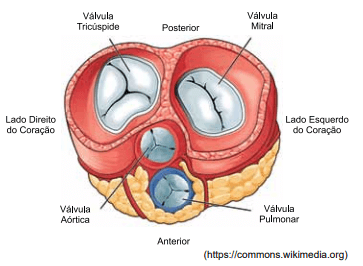 Válvula
Tricúspide
Posterior
Válvula
Mitral
Lado Direito
do Coração
Lado Esquerdo
do Coração
Válvula
Aórtica
Válvula
Pulmonar
Anterior
(https://commons.wikimedia.org)